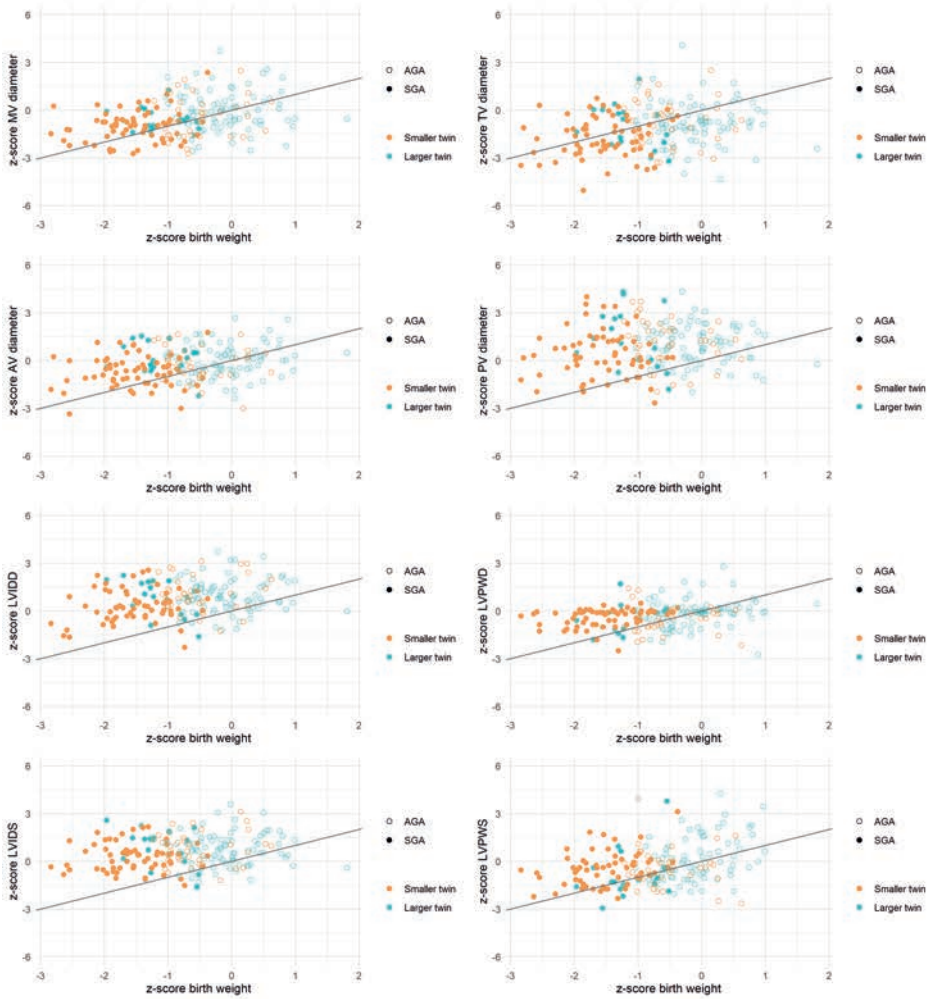 6
3
0
-3
-6
z-score MV diameter
-3 -2 -1 0 1 2
z-score birth weight
AGA
SGA
Smaller twin
Larger twin
6
3
0
-3
-6
z-score TV diameter
-3 -2 -1 0 1 2
z-score birth weight
AGA
SGA
Smaller twin
Larger twin
6
3
0
-3
-6
z-score AV diameter
-3 -2 -1 0 1 2
z-score birth weight
AGA
SGA
Smaller twin
Larger twin
6
3
0
-3
-6
z-score PV diameter
-3 -2 -1 0 1 2
z-score birth weight
AGA
SGA
Smaller twin
Larger twin
6
3
0
-3
-6
z-score LVIDD
-3 -2 -1 0 1 2
z-score birth weight
AGA
SGA
Smaller twin
Larger twin
6
3
0
-3
-6
z-score LVPWD
-3 -2 -1 0 1 2
z-score birth weight
AGA
SGA
Smaller twin
Larger twin
6
3
0
-3
-6
z-score LVIDS
-3 -2 -1 0 1 2
z-score birth weight
AGA
SGA
Smaller twin
Larger twin
6
3
0
-3
-6
z-score LVPWS
-3 -2 -1 0 1 2
z-score birth weight
AGA
SGA
Smaller twin
Larger twin